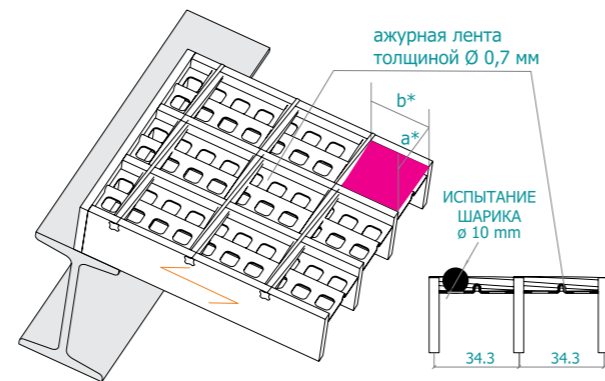 ажурная лента
толщиной Ø 0,7 мм
b*
a*
ИСПЫТАНИЕ
ШАРИКА
ø 10 mm
34.3
34.3